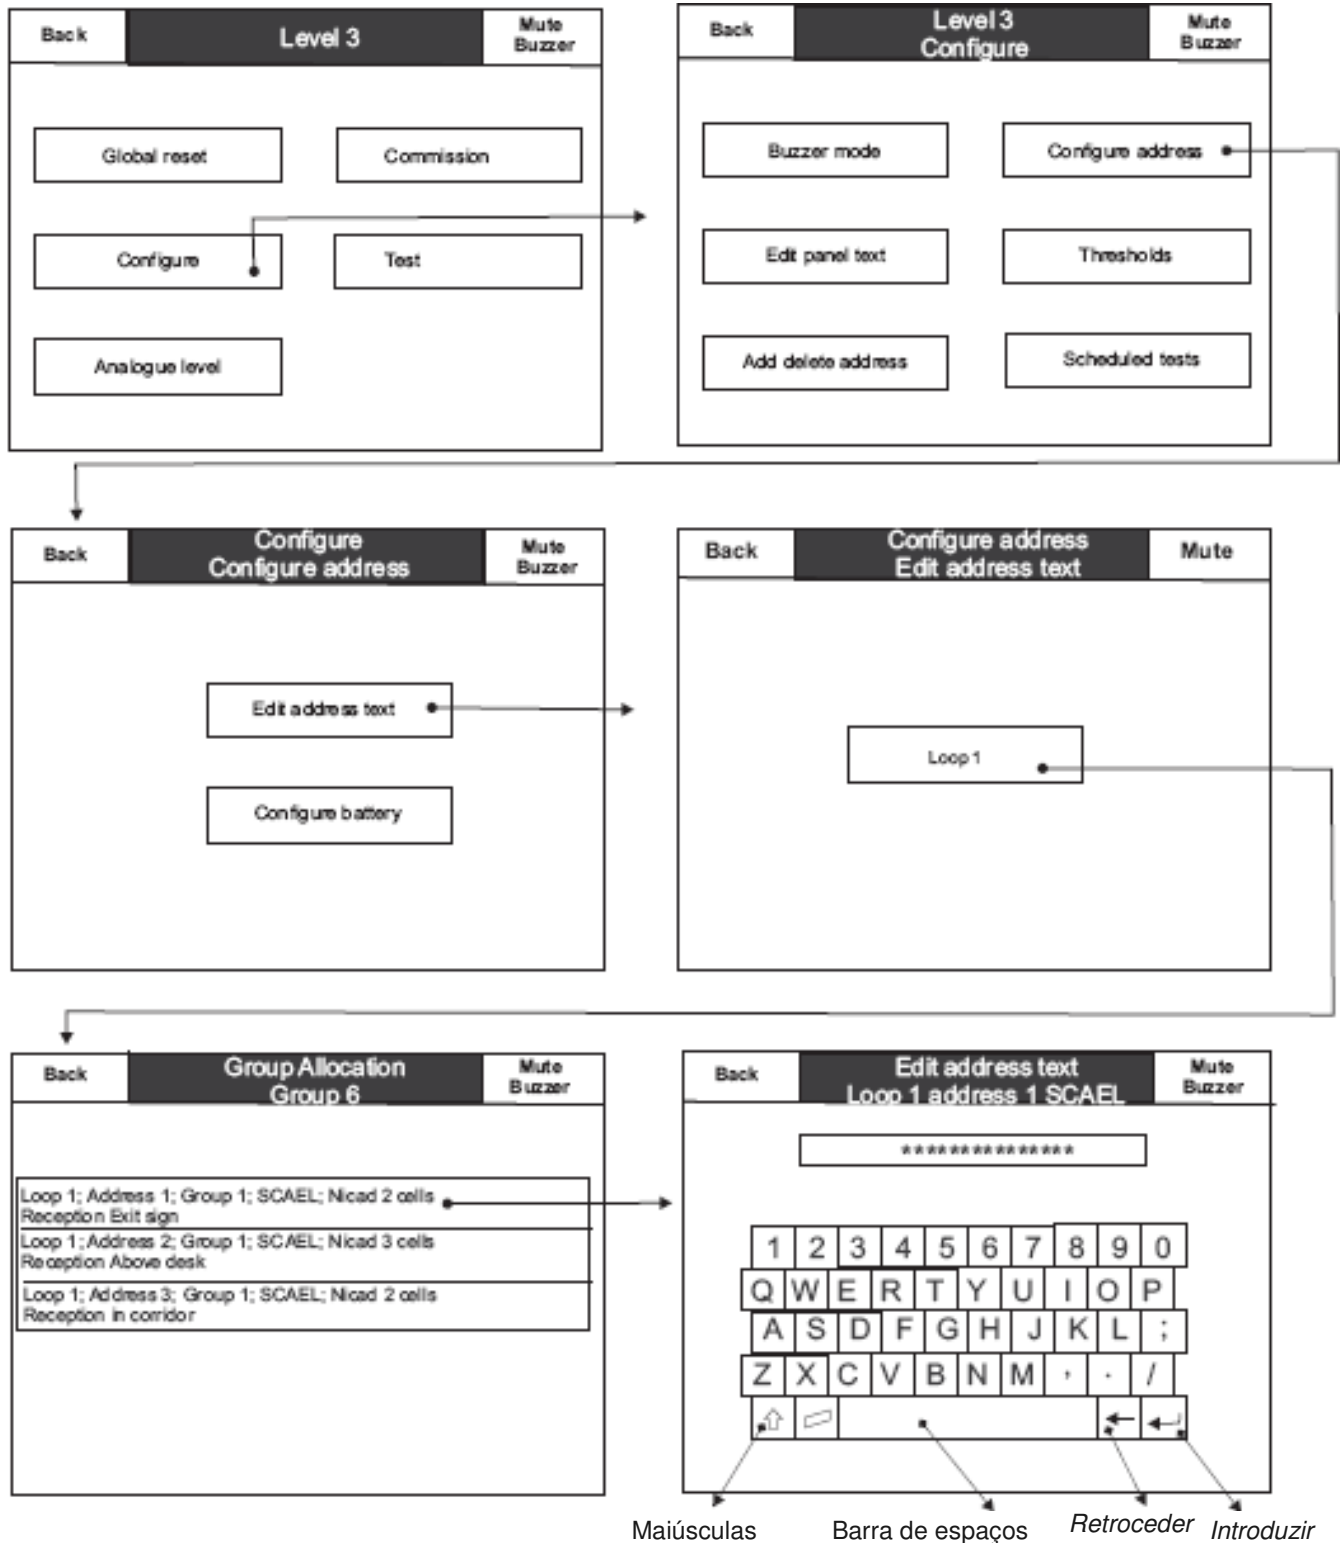 Back
Level 3
Mute
Buzzer
Global reset
Commission
Configure
Test
Analogue level
Back
Level 3
Configure
Mute
Buzzer
Buzzer mode
Configure address
Edit panel text
Thresholds
Add delete address
Scheduled tests
Back
Configure
Configure address
Mute
Buzzer
Edit address text
Configure battery
Back
Configure address
Edit address text
Mute
Loop 1
Back
Group Allocation
Group 6
Mute
Buzzer
Loop 1; Address 1; Group 1; SCAEL; Nicad 2 cells
Reception Exit sign
Loop 1; Address 2; Group 1; SCAEL; Nicad 3 cells
Reception Above desk
Loop 1; Address 3; Group 1; SCAEL; Nicad 2 cells
Reception in corridor
Back
Edit address text
Loop 1 address 1 SCAEL
Mute
Buzzer
***************
1 2 3 4 5 6 7 8 9 0
Q W E R T Y U I O P
A S D F G H J K L ;
Z X C V B N M , . /
Maiúsculas
Barra de espaços
Retroceder
Introduzir